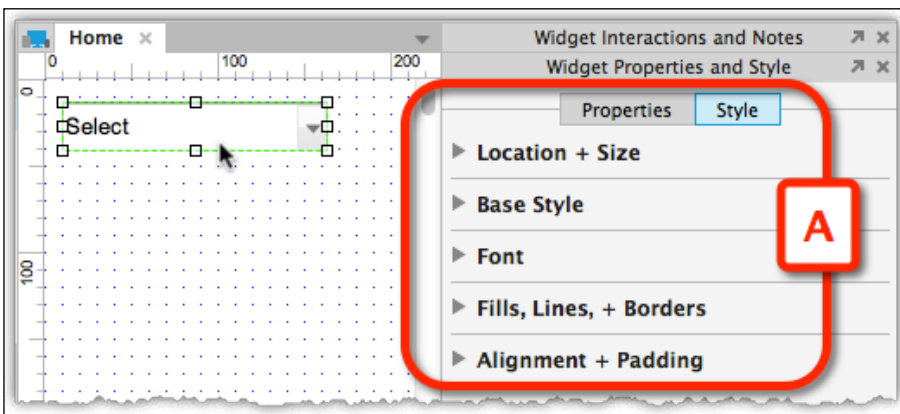 Home
Widget Interactions and Notes
0 100 200
Widget Properties and Style
0
Properties Style
Select
Location + Size
Base Style
A
Font
100
Fills, Lines, + Borders
Alignment + Padding